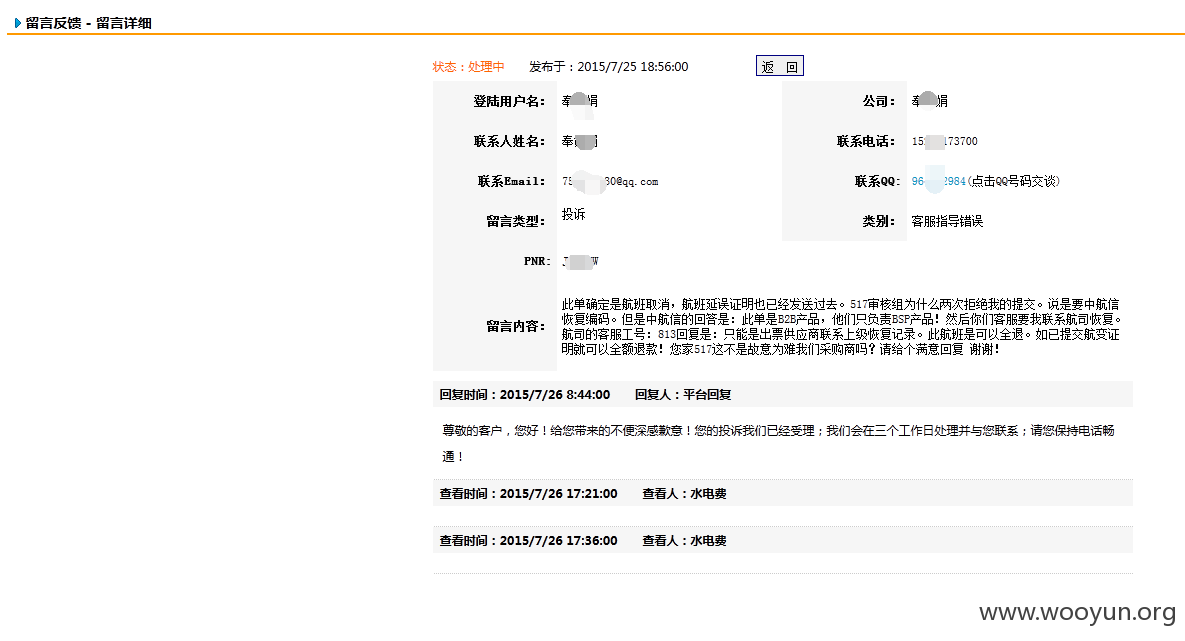 留言反馈 - 留言详细
状态：处理中 发布于：2015/7/25 18:56:00 返 回
登陆用户名： 奉 娟 公司： 奉 娟
联系人姓名： 奉 联系电话： 15 173700
联系Email： 75 30@qq.com 联系QQ： 96 2984(点击QQ号码交谈)
留言类型： 投诉 类别： 客服指导错误
PNR： J W
此单确定是航班取消，航班延误证明也已经发送过去。517审核组为什么两次拒绝我的提交。说是要中航信
恢复编码。但是中航信的回答是：此单是B2B产品，他们只负责BSP产品！然后你们客服要我联系航司恢复。
留言内容： 航司的客服工号：813回复是：只能是出票供应商联系上级恢复记录。此航班是可以全退。如已提交航变证
明就可以全额退款！您家517这不是故意为难我们采购商吗？请给个满意回复 谢谢！
回复时间：2015/7/26 8:44:00 回复人：平台回复
尊敬的客户，您好！给您带来的不便深感歉意！您的投诉我们已经受理；我们会在三个工作日处理并与您联系；请您保持电话畅
通！
查看时间：2015/7/26 17:21:00 查看人：水电费
查看时间：2015/7/26 17:36:00 查看人：水电费
www.wooyun.org